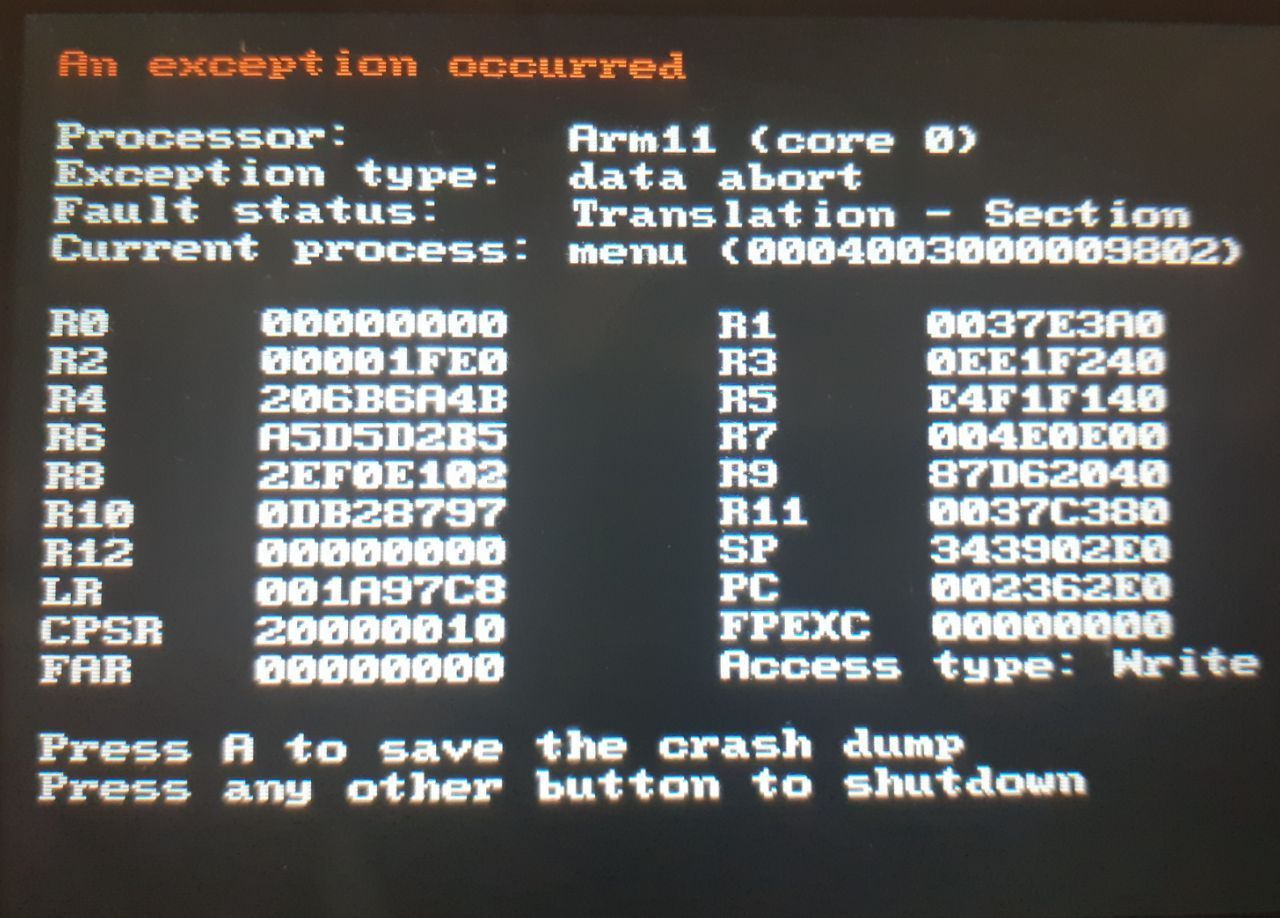 An exception occurred
Processor: Arm11 (core 0)
Exception type: data abort
Fault status: Translation - Section
Current process: menu (0004003000009802)
R0 00000000 R1 0037E3A0
R2 00001FE0 R3 0EE1F240
R4 206B6A4B R5 E4F1F140
R6 A5D5D2B5 R7 004E0E00
R8 2EF0E102 R9 87D62040
R10 0DB28797 R11 0037C380
R12 00000000 SP 343902E0
LR 001A97C8 PC 002362E0
CPSR 20000010 FPEXC 00000000
FAR 00000000 Access type: Write
Press A to save the crash dump
Press any other button to shutdown